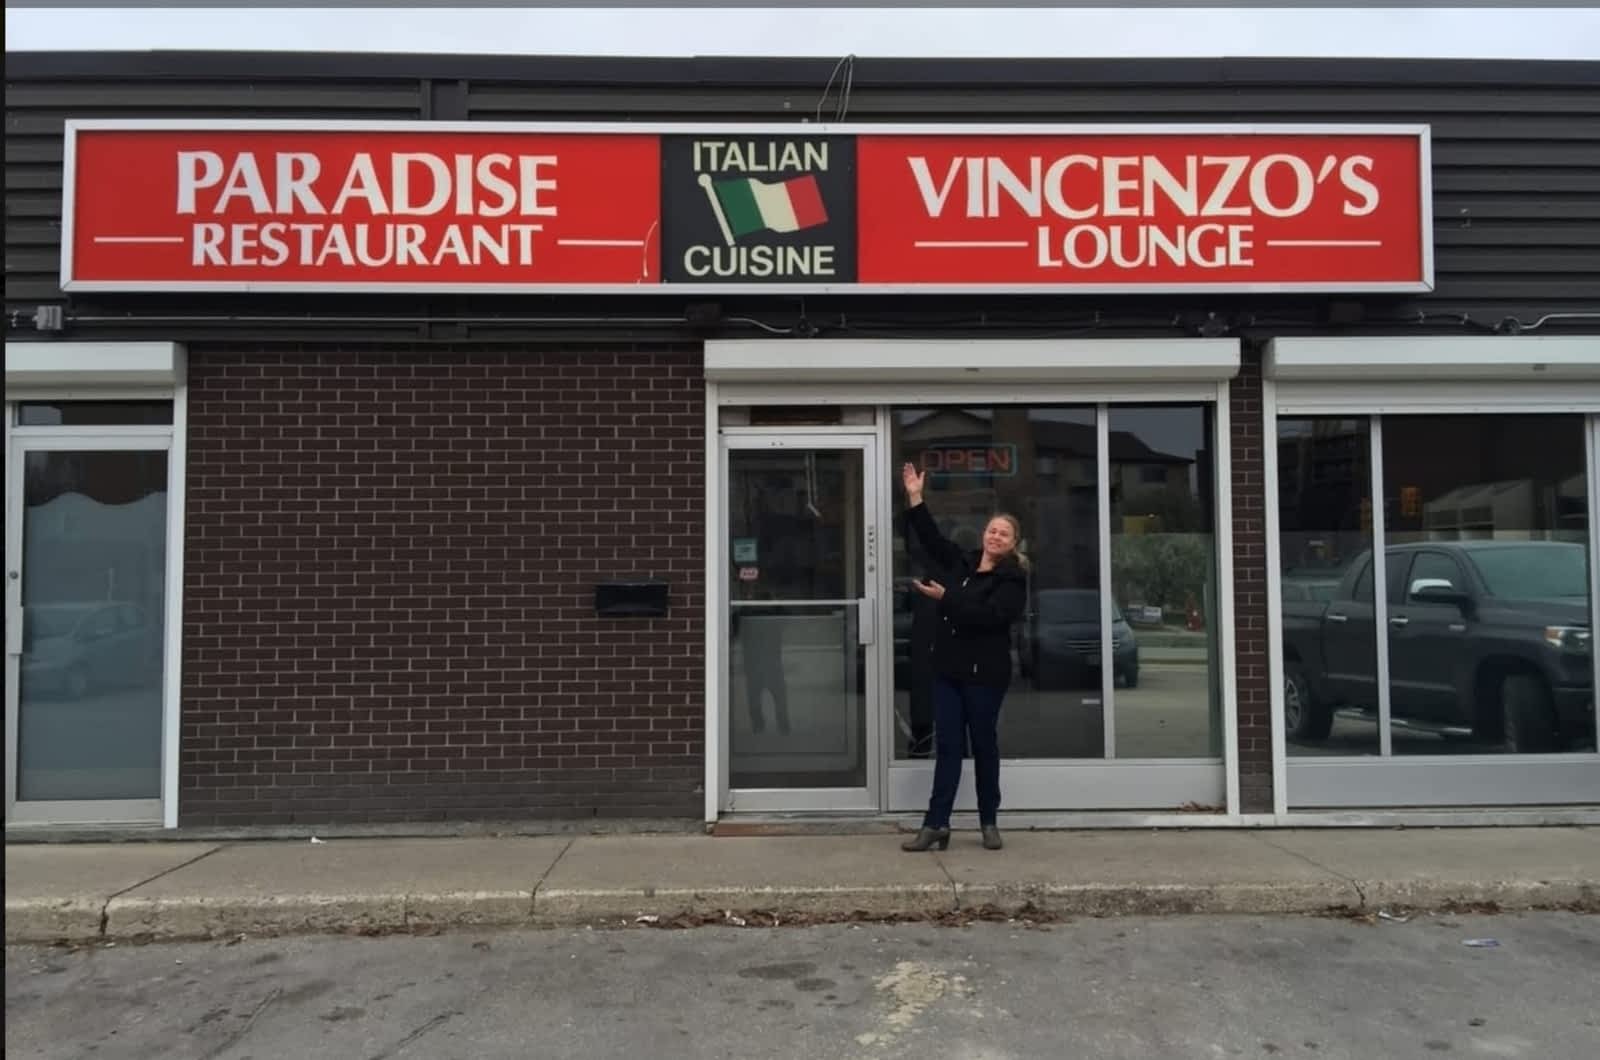 PARADISE
RESTAURANT
ITALIAN
CUISINE
VINCENZO'S
LOUNGE
OPEN